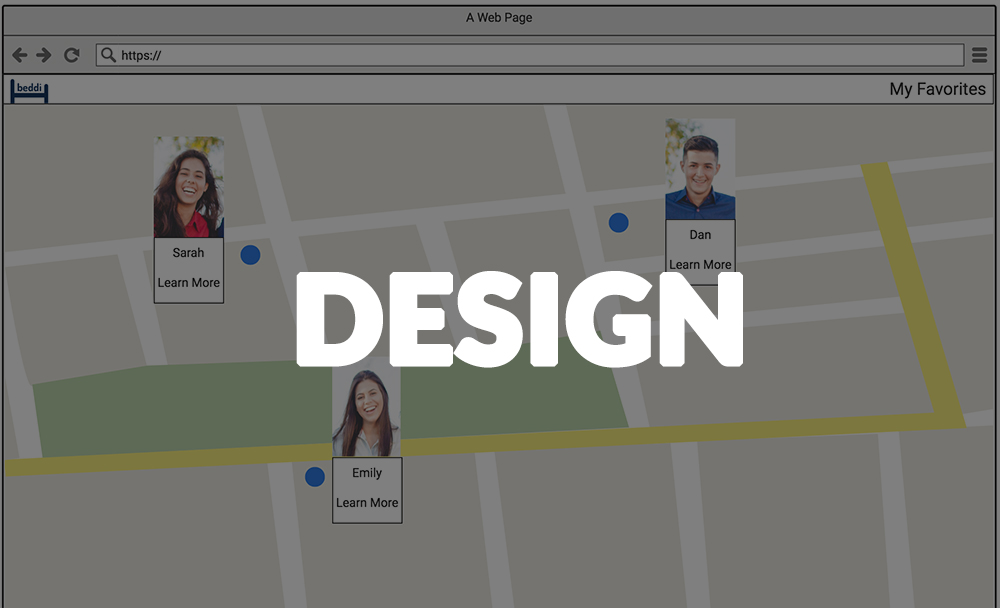 A Web Page
https://
beddi
My Favorites
Sarah
Learn More
Dan
Learn More
DESIGN
Emily
Learn More